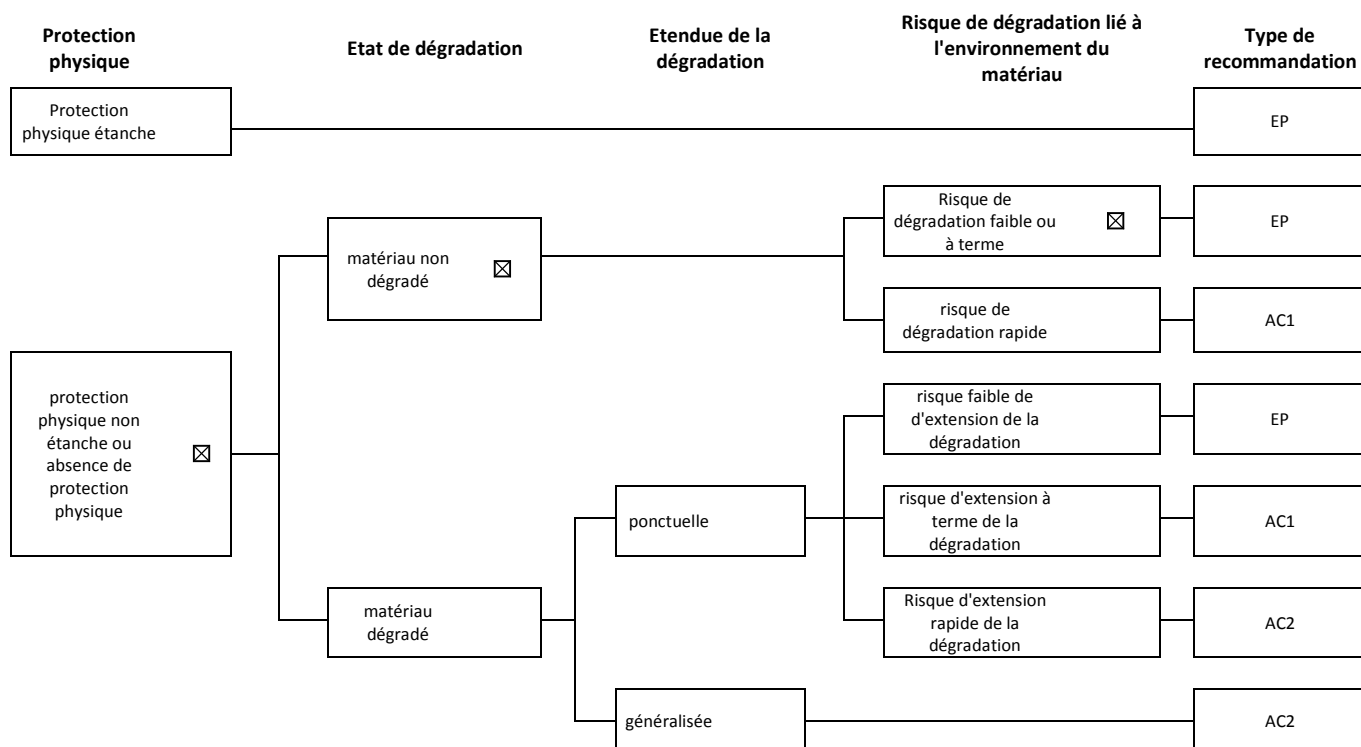 Protection
physique
Etat de dégradation
Etendue de la
dégradation
Risque de dégradation lié à
l'environnement du
matériau
Type de
recommandation
Protection
physique étanche
EP
protection
physique non
étanche ou
absence de
protection
physique
☒
matériau non
dégradé
☒
Risque de
dégradation faible ou
à terme
☒
EP
risque de
dégradation rapide
AC1
matériau
dégradé
ponctuelle
risque faible de
d'extension de la
dégradation
EP
risque d'extension à
terme de la
dégradation
AC1
Risque d'extension
rapide de la
dégradation
AC2
généralisée
AC2